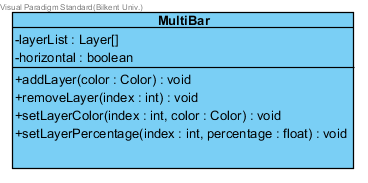 Visual Paradigm Standard(Bilkent Univ.)
MultiBar
-layerList : Layer[]
-horizontal : boolean
+addLayer(color : Color) : void
+removeLayer(index : int) : void
+setLayerColor(index : int, color : Color) : void
+setLayerPercentage(index : int, percentage : float) : void